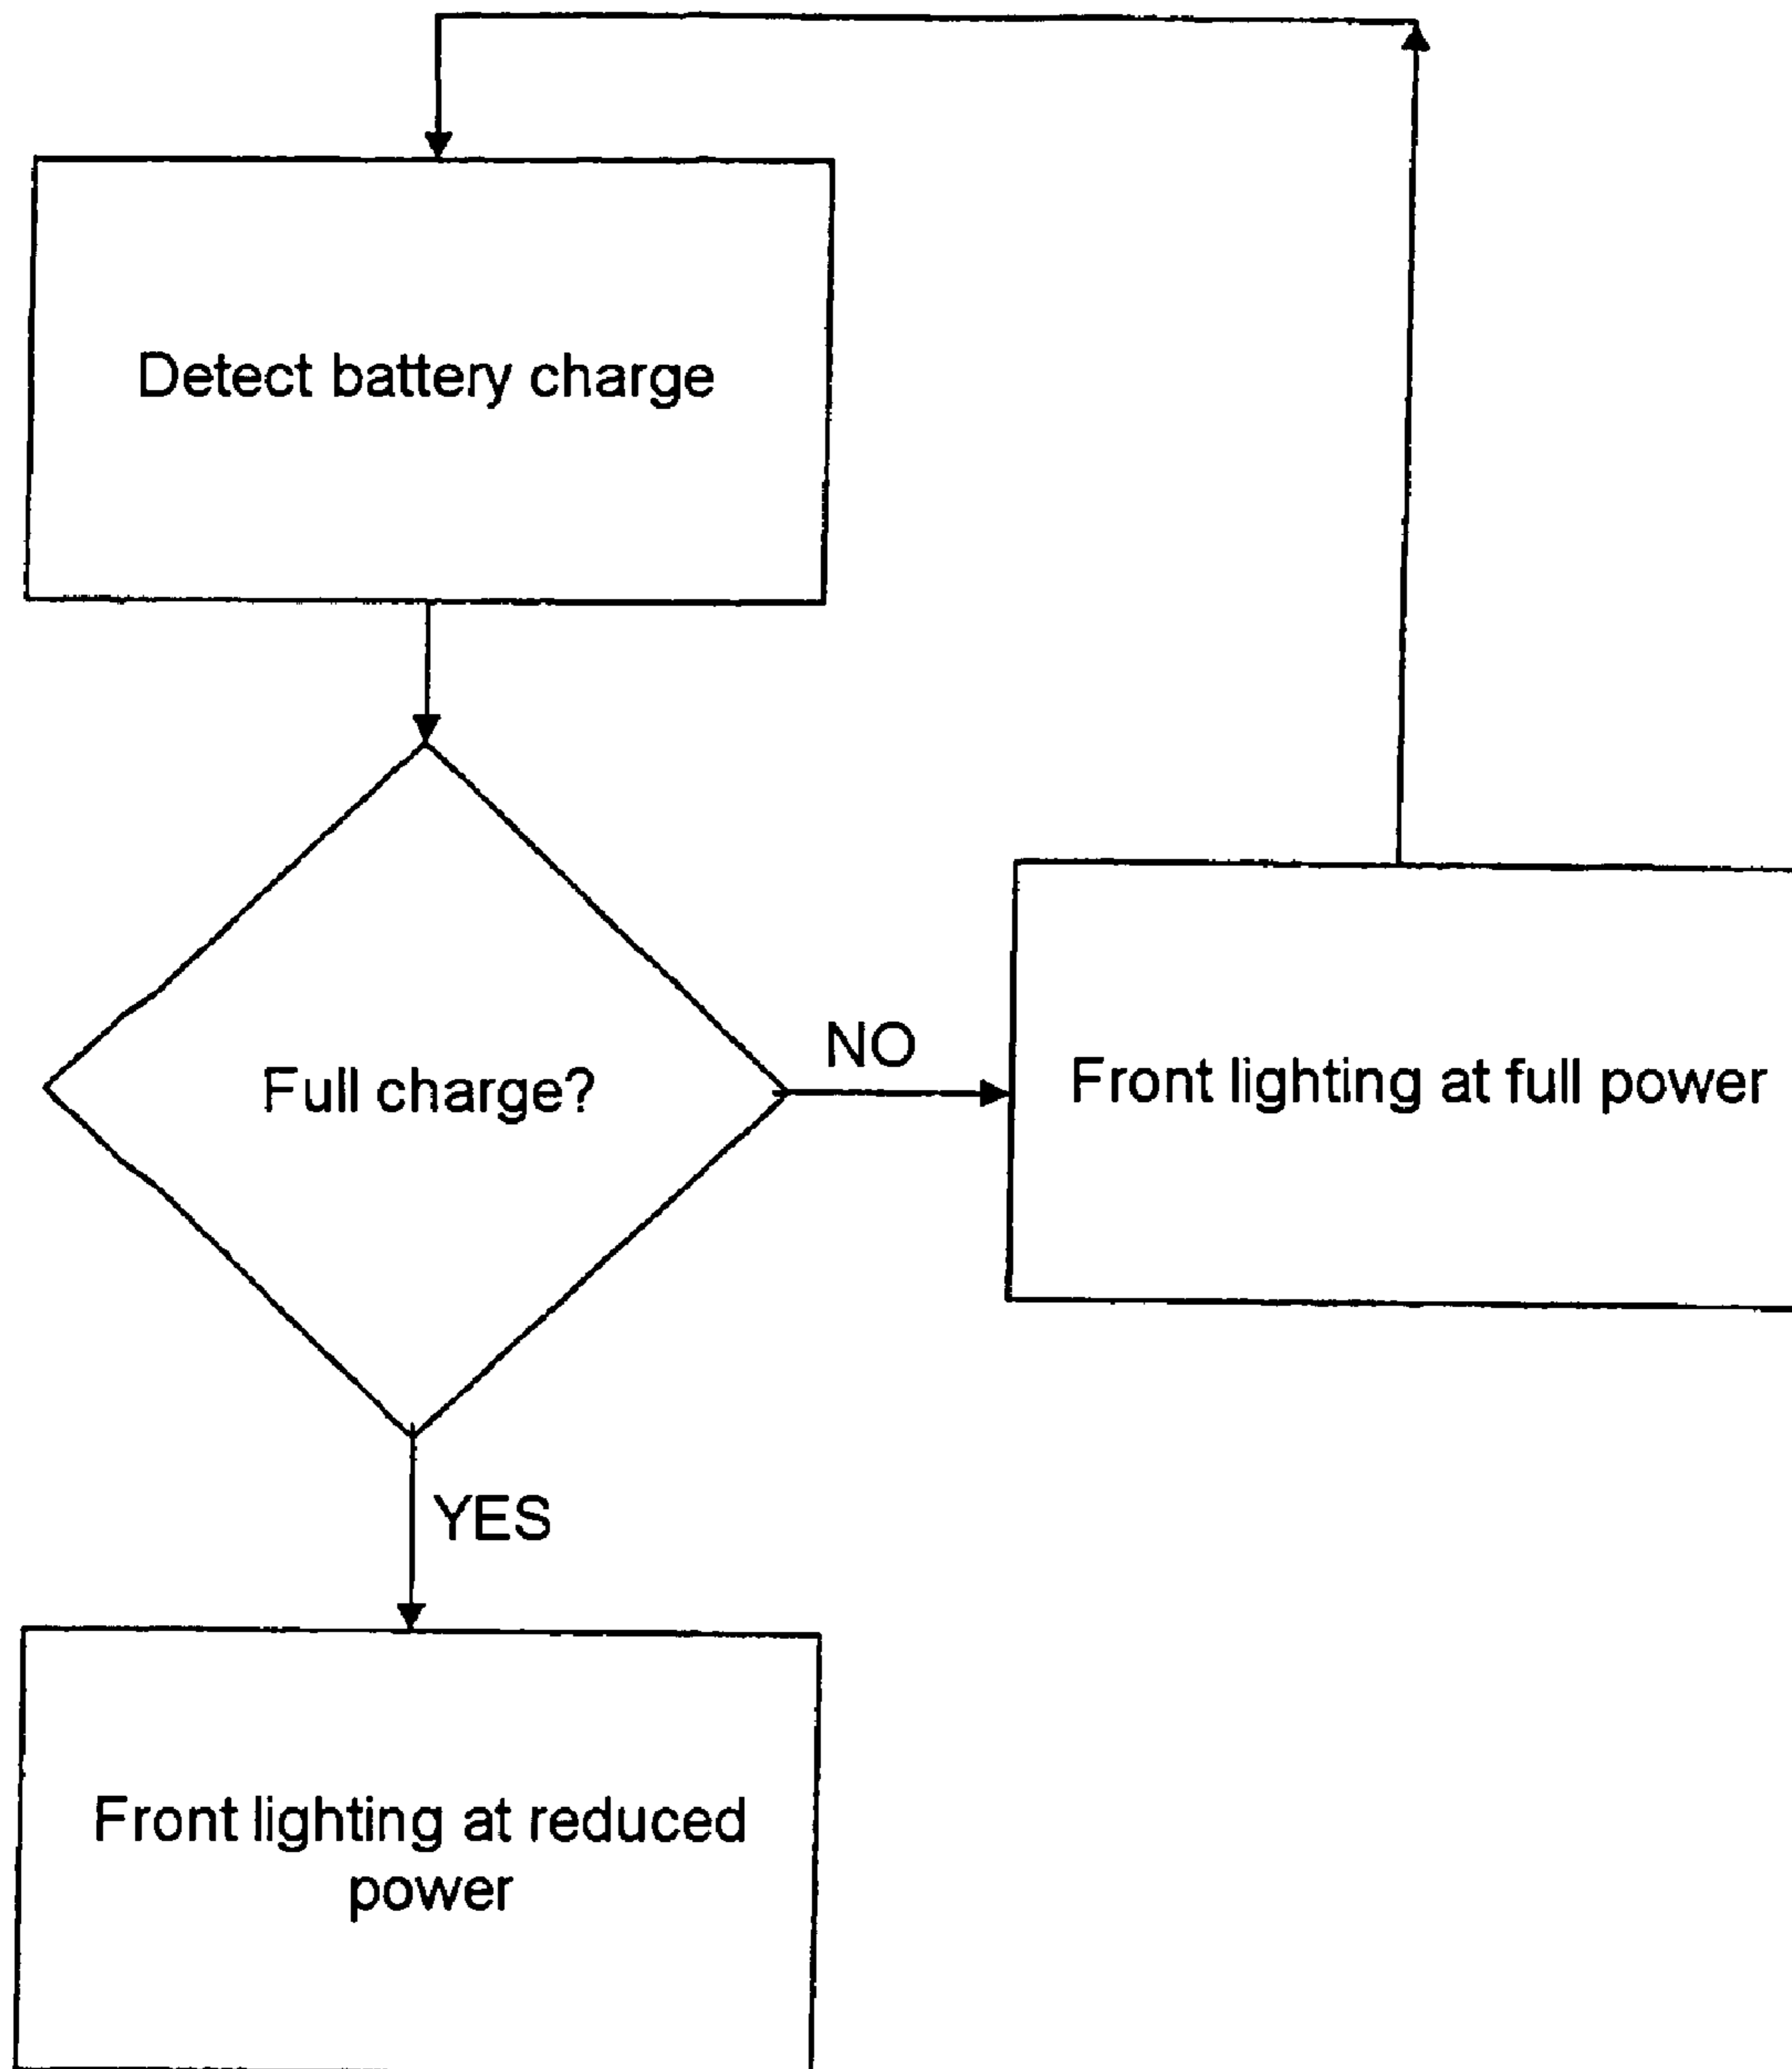 Detect battery charge
Full charge?
NO
Front lighting at full power
YES
Front lighting at reduced
power